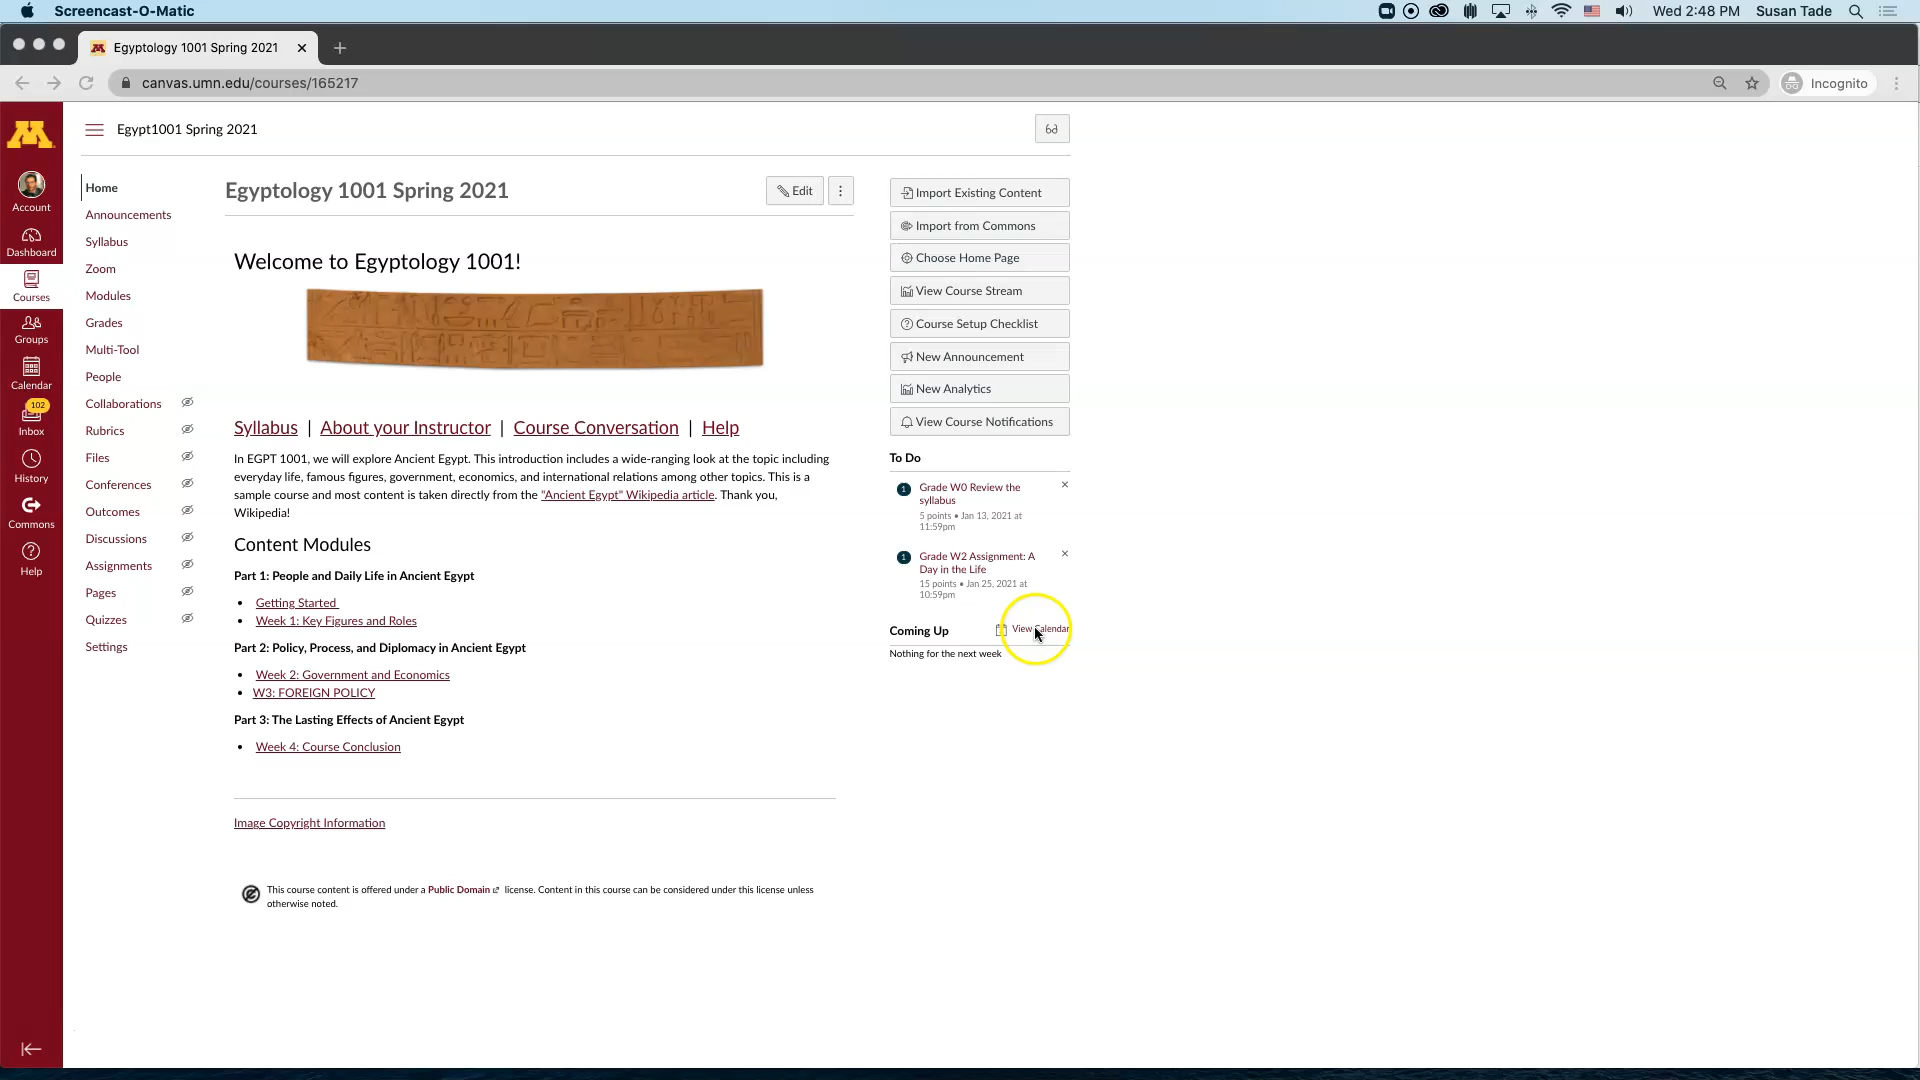 Screencast-O-Matic
Wed 2:48 PM Susan Tade
Egyptology 1001 Spring 2021
canvas.umn.edu/courses/165217
Incognito
M
Account
Dashboard
Courses
Groups
Calendar
102
Inbox
History
Commons
Help
Egypt1001 Spring 2021
Home
Announcements
Syllabus
Zoom
Modules
Grades
Multi-Tool
People
Collaborations
Rubrics
Files
Conferences
Outcomes
Discussions
Assignments
Pages
Quizzes
Settings
Egyptology 1001 Spring 2021
Edit
Welcome to Egyptology 1001!
Syllabus | About your Instructor | Course Conversation | Help
In EGPT 1001, we will explore Ancient Egypt. This introduction includes a wide-ranging look at the topic including
everyday life, famous figures, government, economics, and international relations among other topics. This is a
sample course and most content is taken directly from the "Ancient Egypt" Wikipedia article. Thank you,
Wikipedia!
Content Modules
Part 1: People and Daily Life in Ancient Egypt
Getting Started
Week 1: Key Figures and Roles
Part 2: Policy, Process, and Diplomacy in Ancient Egypt
Week 2: Government and Economics
W3: FOREIGN POLICY
Part 3: The Lasting Effects of Ancient Egypt
Week 4: Course Conclusion
Image Copyright Information
This course content is offered under a Public Domain license. Content in this course can be considered under this license unless
otherwise noted.
Import Existing Content
Import from Commons
Choose Home Page
View Course Stream
Course Setup Checklist
New Announcement
New Analytics
View Course Notifications
To Do
1 Grade W0 Review the
syllabus
5 points • Jan 13, 2021 at
11:59pm
1 Grade W2 Assignment: A
Day in the Life
15 points • Jan 25, 2021 at
10:59pm
Coming Up View Calendar
Nothing for the next week